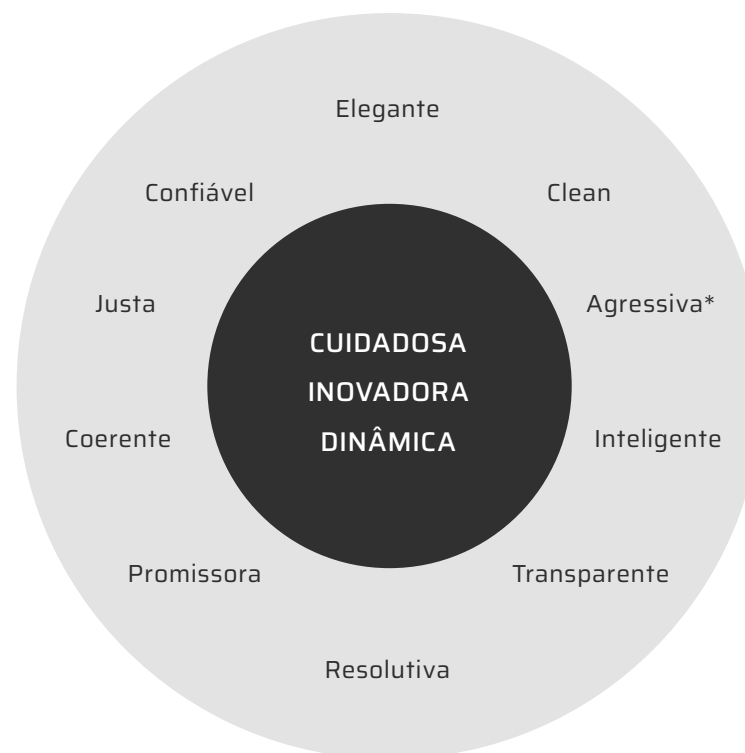 Elegante
Confiável
Clean
Justa
Agressiva*
CUIDADOSA
INOVADORA
DINÂMICA
Coerente
Inteligente
Promissora
Transparente
Resolutiva